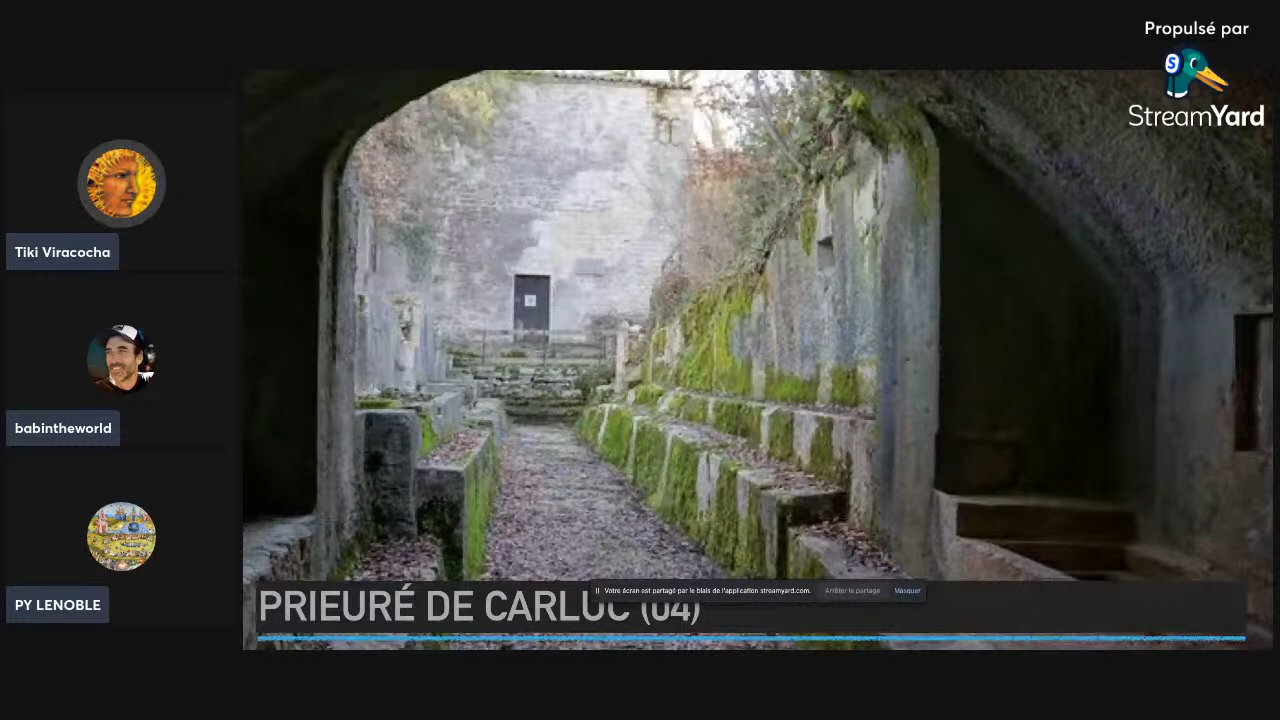 Propulsé par
StreamYard
Tiki Viracocha
babintheworld
PY LENOBLE
Votre écran est partagé par le biais de l'application streamyard.com. Arrêter le partage Masquer
PRIEURÉ DE CARLUC (04)